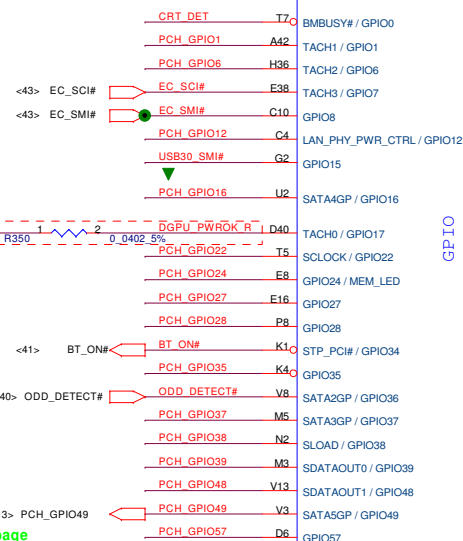 CRT_DET T7 BMBUSY# / GPIO0
PCH_GPIO1 A42 TACH1 / GPIO1
PCH_GPIO6 H36 TACH2 / GPIO6
<43> EC_SCI# EC_SCI# E38 TACH3 / GPIO7
<43> EC_SMI# EC_SMI# C10 GPIO8
PCH_GPIO12 C4 LAN_PHY_PWR_CTRL / GPIO12
USB30_SMI# G2 GPIO15
PCH_GPIO16 U2 SATA4GP / GPIO16
GPIO
1 2 DGPU_PWROK_R D40 TACH0 / GPIO17
R350 0_0402_5%
PCH_GPIO22 T5 SCLOCK / GPIO22
PCH_GPIO24 E8 GPIO24 / MEM_LED
PCH_GPIO27 E16 GPIO27
PCH_GPIO28 P8 GPIO28
<41> BT_ON# BT_ON# K1 STP_PCI# / GPIO34
PCH_GPIO35 K4 GPIO35
40> ODD_DETECT# ODD_DETECT# V8 SATA2GP / GPIO36
PCH_GPIO37 M5 SATA3GP / GPIO37
PCH_GPIO38 N2 SLOAD / GPIO38
PCH_GPIO39 M3 SDATAOUT0 / GPIO39
PCH_GPIO48 V13 SDATAOUT1 / GPIO48
3> PCH_GPIO49 PCH_GPIO49 V3 SATA5GP / GPIO49
page
PCH_GPIO57 D6 GPIO57